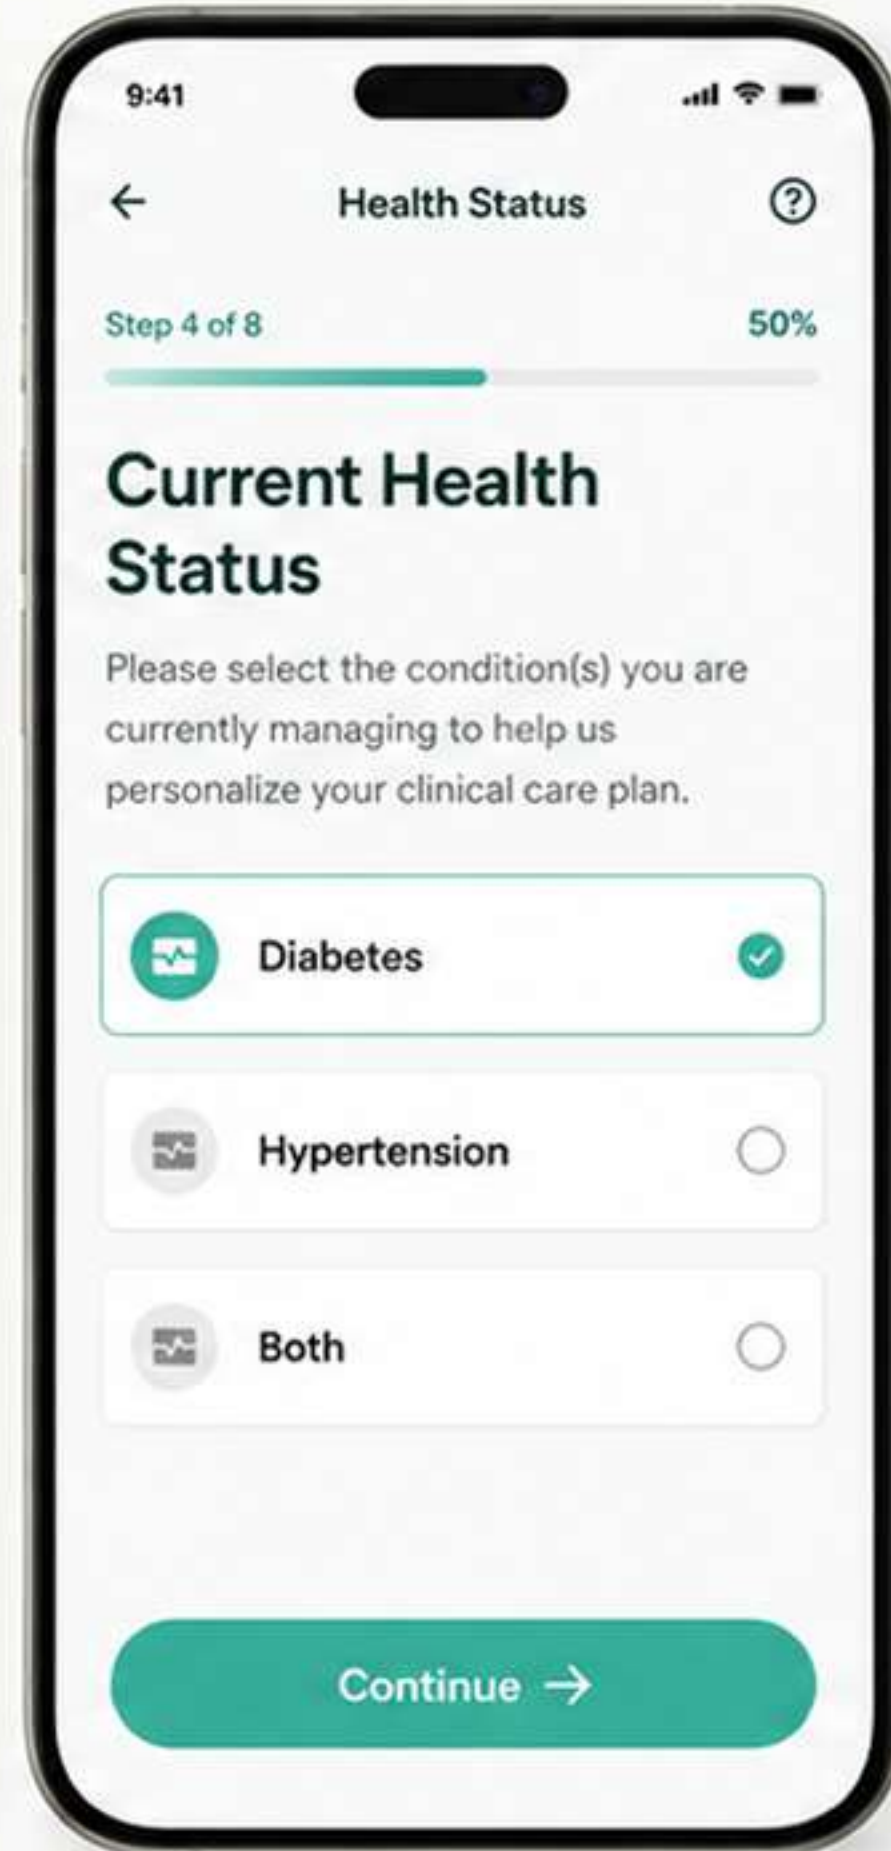 9:41
Health Status
Step 4 of 8
50%
Current Health
Status
Please select the condition(s) you are
currently managing to help us
personalize your clinical care plan.
Diabetes
Hypertension
Both
Continue →